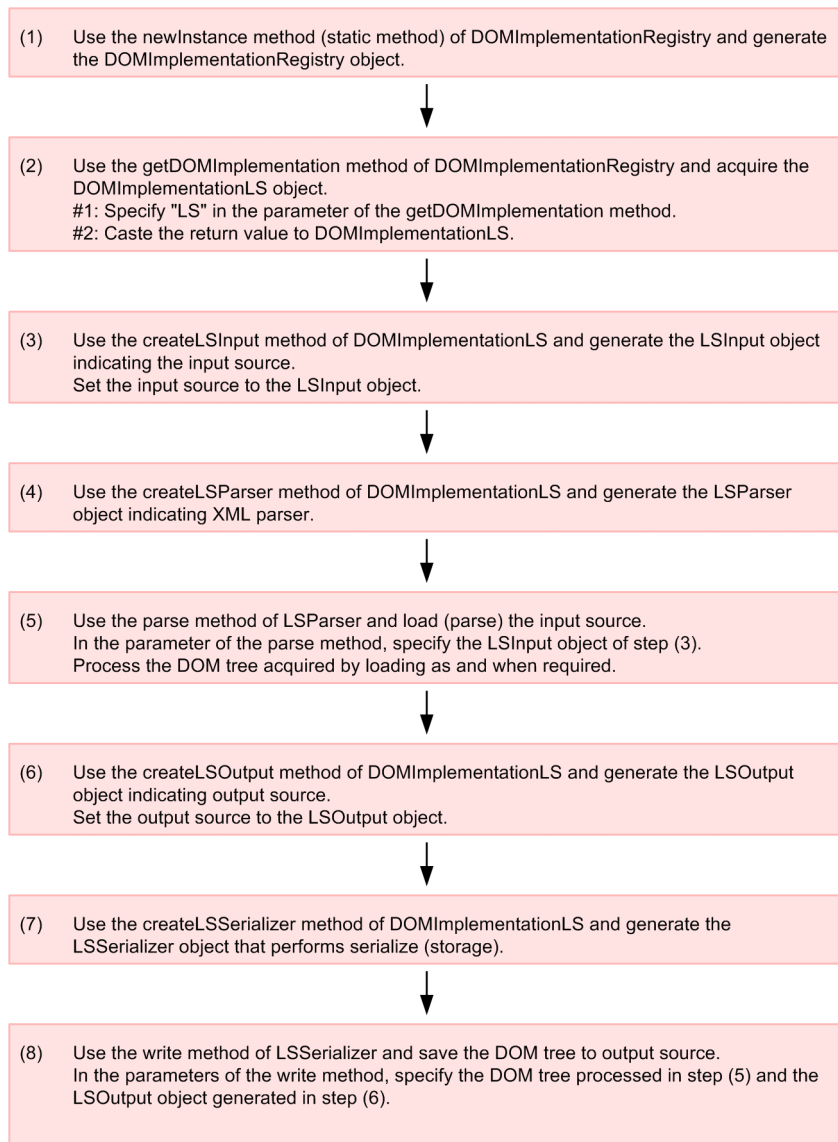 (1) Use the newInstance method (static method) of DOMImplementationRegistry and generate
the DOMImplementationRegistry object.
(2) Use the getDOMImplementation method of DOMImplementationRegistry and acquire the
DOMImplementationLS object.
#1: Specify "LS" in the parameter of the getDOMImplementation method.
#2: Caste the return value to DOMImplementationLS.
(3) Use the createLSInput method of DOMImplementationLS and generate the LSInput object
indicating the input source.
Set the input source to the LSInput object.
(4) Use the createLSParser method of DOMImplementationLS and generate the LSParser
object indicating XML parser.
(5) Use the parse method of LSParser and load (parse) the input source.
In the parameter of the parse method, specify the LSInput object of step (3).
Process the DOM tree acquired by loading as and when required.
(6) Use the createLSOutput method of DOMImplementationLS and generate the LSOutput
object indicating output source.
Set the output source to the LSOutput object.
(7) Use the createLSSerializer method of DOMImplementationLS and generate the
LSSerializer object that performs serialize (storage).
(8) Use the write method of LSSerializer and save the DOM tree to output source.
In the parameters of the write method, specify the DOM tree processed in step (5) and the
LSOutput object generated in step (6).